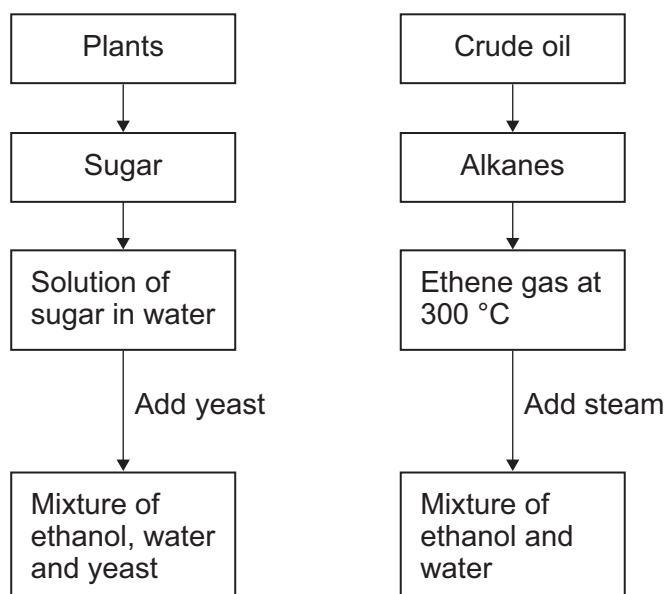 Plants
Sugar
Solution of
sugar in water
Add yeast
Mixture of
ethanol, water
and yeast
Crude oil
Alkanes
Ethene gas at
300 °C
Add steam
Mixture of
ethanol and
water